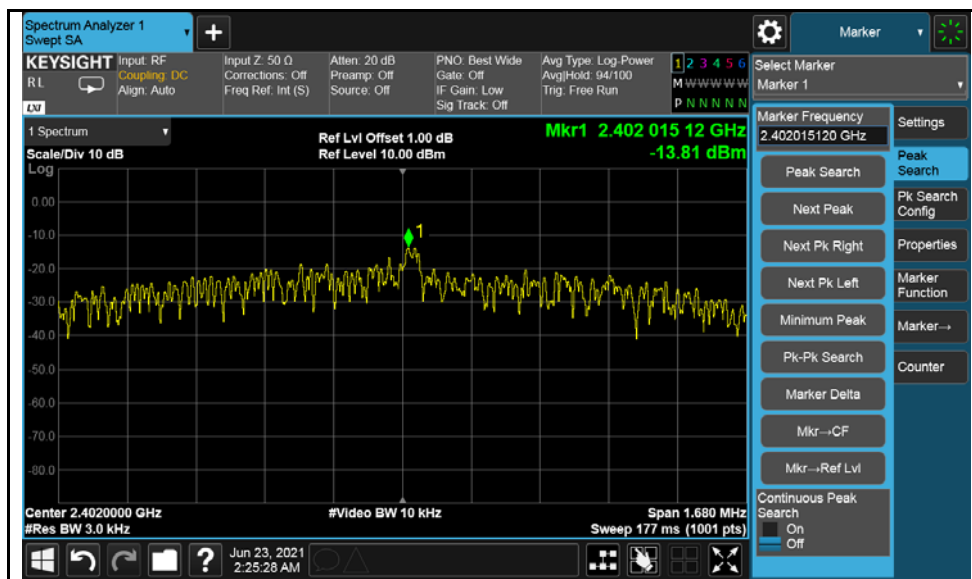 Spectrum Analyzer 1
Swept SA
+
Marker
KEYSIGHT
RL
LXI
Input: RF
Coupling: DC
Align: Auto
Input Z: 50 Ω
Corrections: Off
Freq Ref: Int (S)
Atten: 20 dB
Preamp: Off
Source: Off
PNO: Best Wide
Gate: Off
IF Gain: Low
Sig Track: Off
Avg Type: Log-Power
Avg|Hold: 94/100
Trig: Free Run
1 2 3 4 5 6
M W W W W W
P N N N N N
Select Marker
Marker 1
1 Spectrum
Scale/Div 10 dB
Log
Ref Lvl Offset 1.00 dB
Ref Level 10.00 dBm
Mkr1 2.402 015 12 GHz
-13.81 dBm
0.00
-10.0
-20.0
-30.0
-40.0
-50.0
-60.0
-70.0
-80.0
1
Center 2.4020000 GHz
#Res BW 3.0 kHz
#Video BW 10 kHz
Span 1.680 MHz
Sweep 177 ms (1001 pts)
Marker Frequency
2.402015120 GHz
Peak Search
Next Peak
Next Pk Right
Next Pk Left
Minimum Peak
Pk-Pk Search
Marker Delta
Mkr→CF
Mkr→Ref Lvl
Continuous Peak
Search
On
Off
Settings
Peak
Search
Pk Search
Config
Properties
Marker
Function
Marker→
Counter
?
Jun 23, 2021
2:25:28 AM